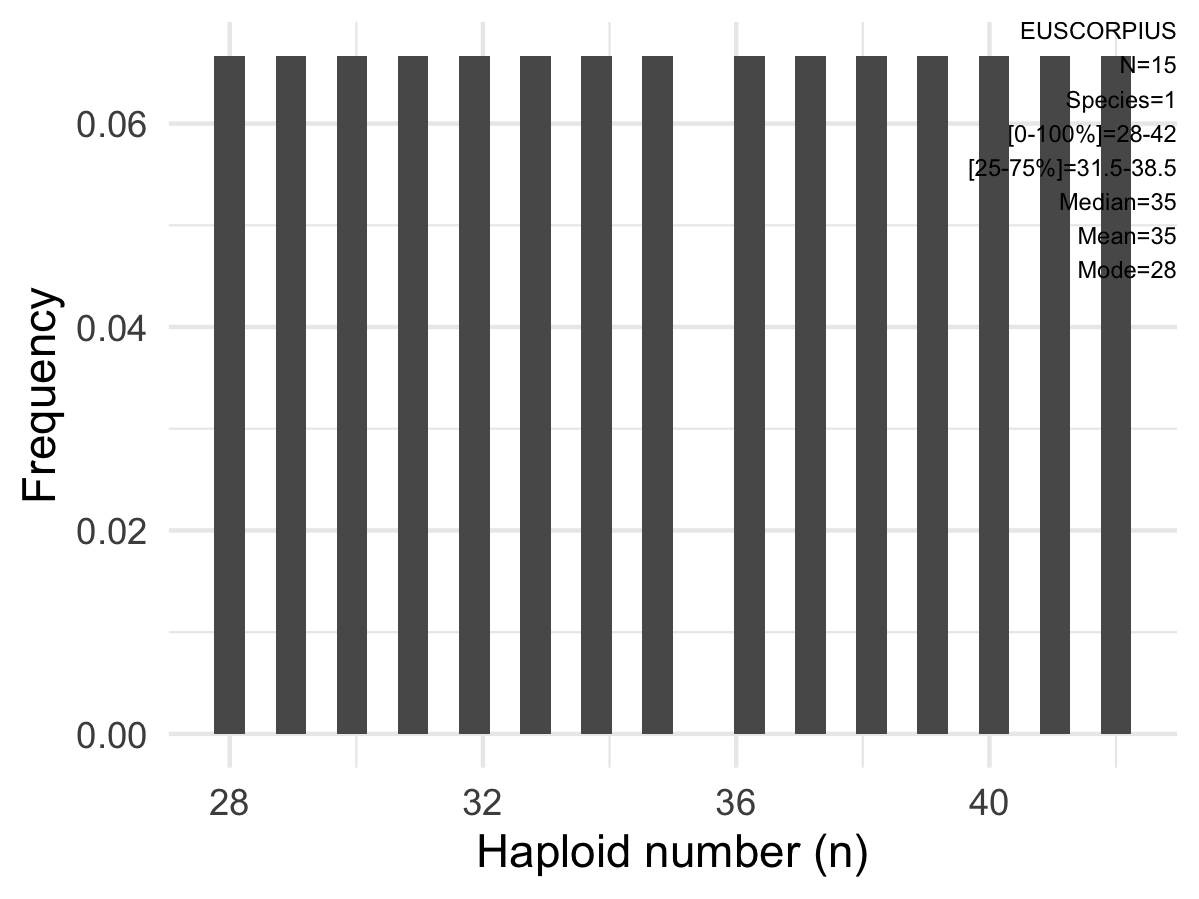 EUSCORPIUS
N=15
Species=1
[0-100%]=28-42
[25-75%]=31.5-38.5
Median=35
Mean=35
Mode=28
Frequency
0.06
0.04
0.02
0.00
28 32 36 40
Haploid number (n)